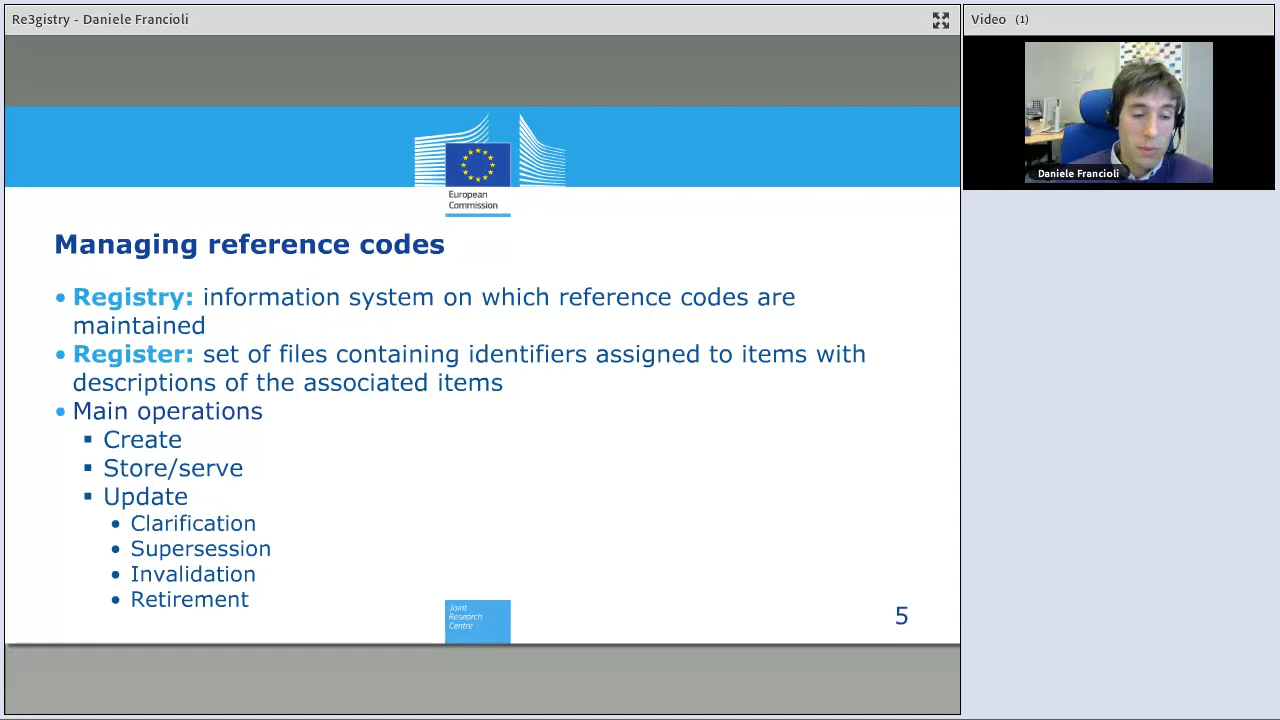 Re3gistry - Daniele Francioli
Video (1)
Daniele Francioli
European
Commission
Managing reference codes
• Registry: information system on which reference codes are
maintained
• Register: set of files containing identifiers assigned to items with
descriptions of the associated items
• Main operations
▪ Create
▪ Store/serve
▪ Update
• Clarification
• Supersession
• Invalidation
• Retirement
Joint
Research
Centre
5